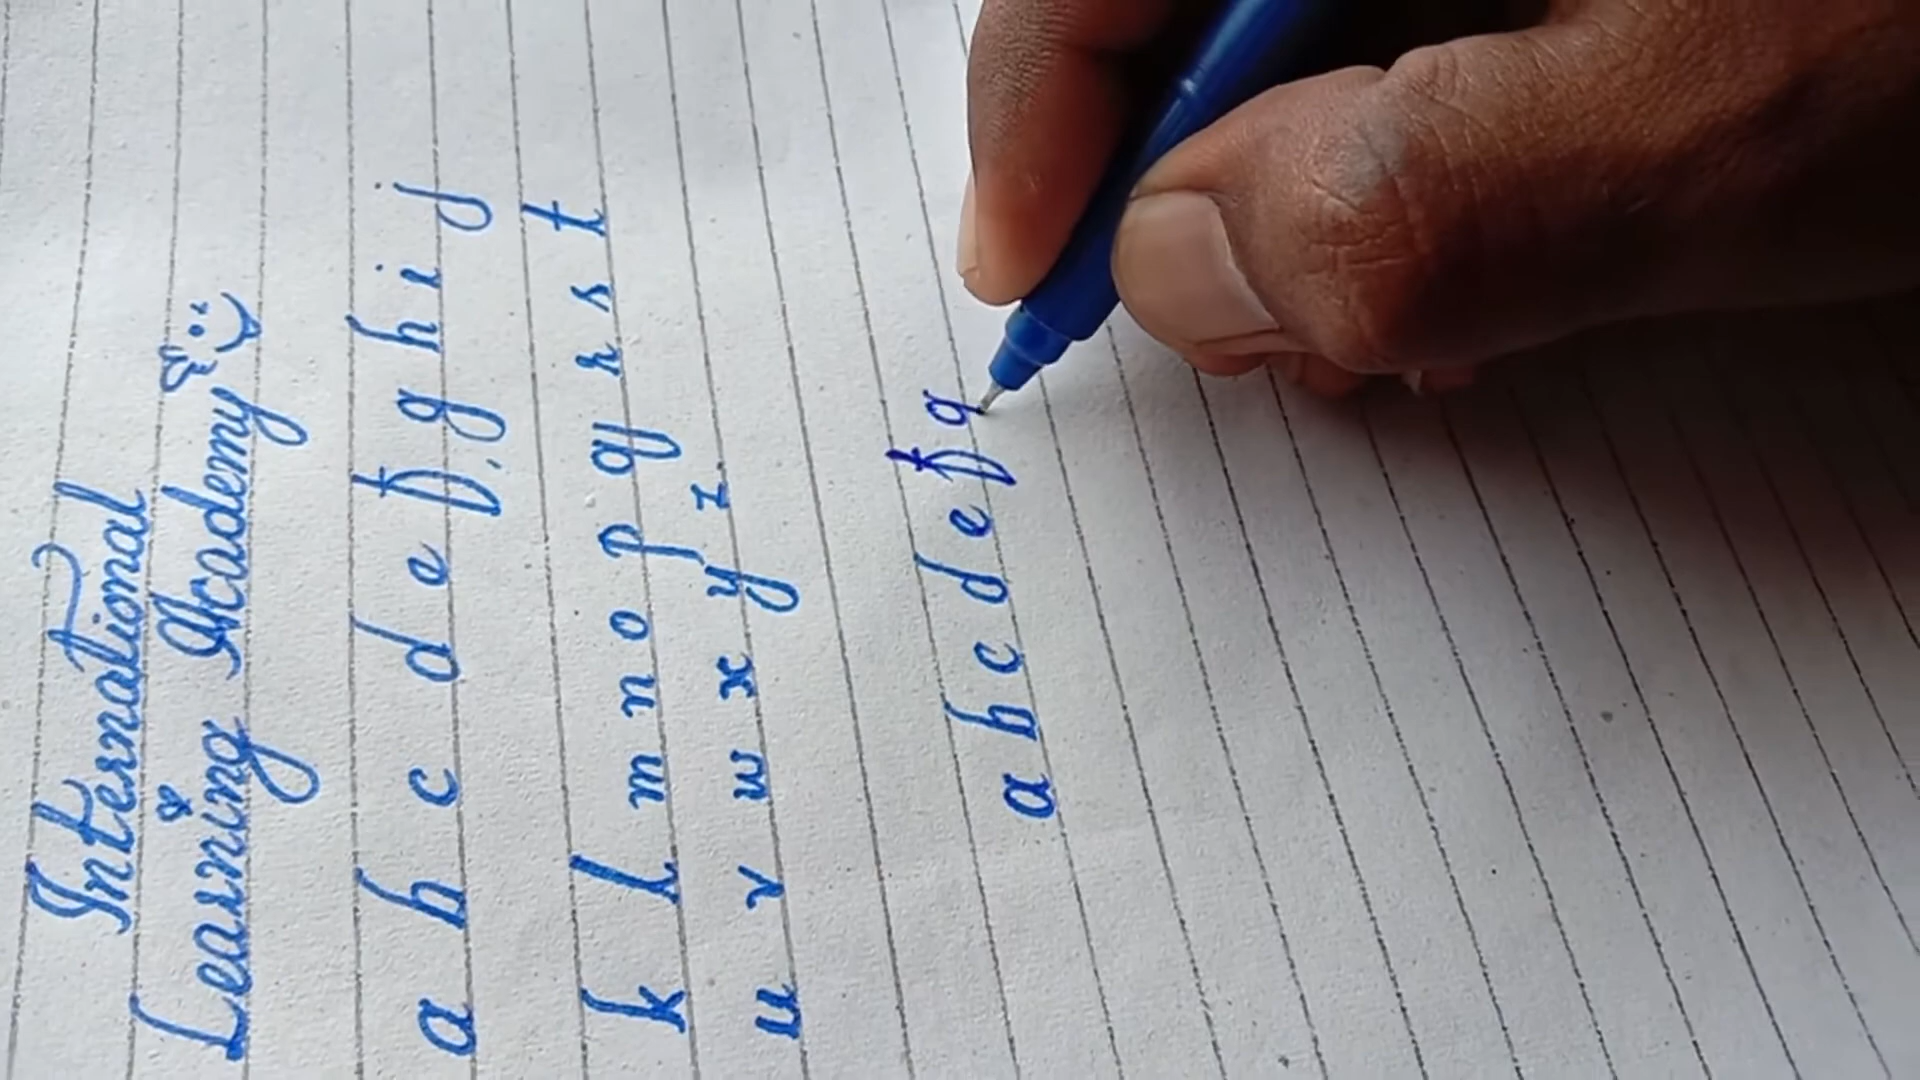 International
Learning Academy
a b c d e f g h i j
k l m n o p q r s t
u v w x y z
a b c d e f g